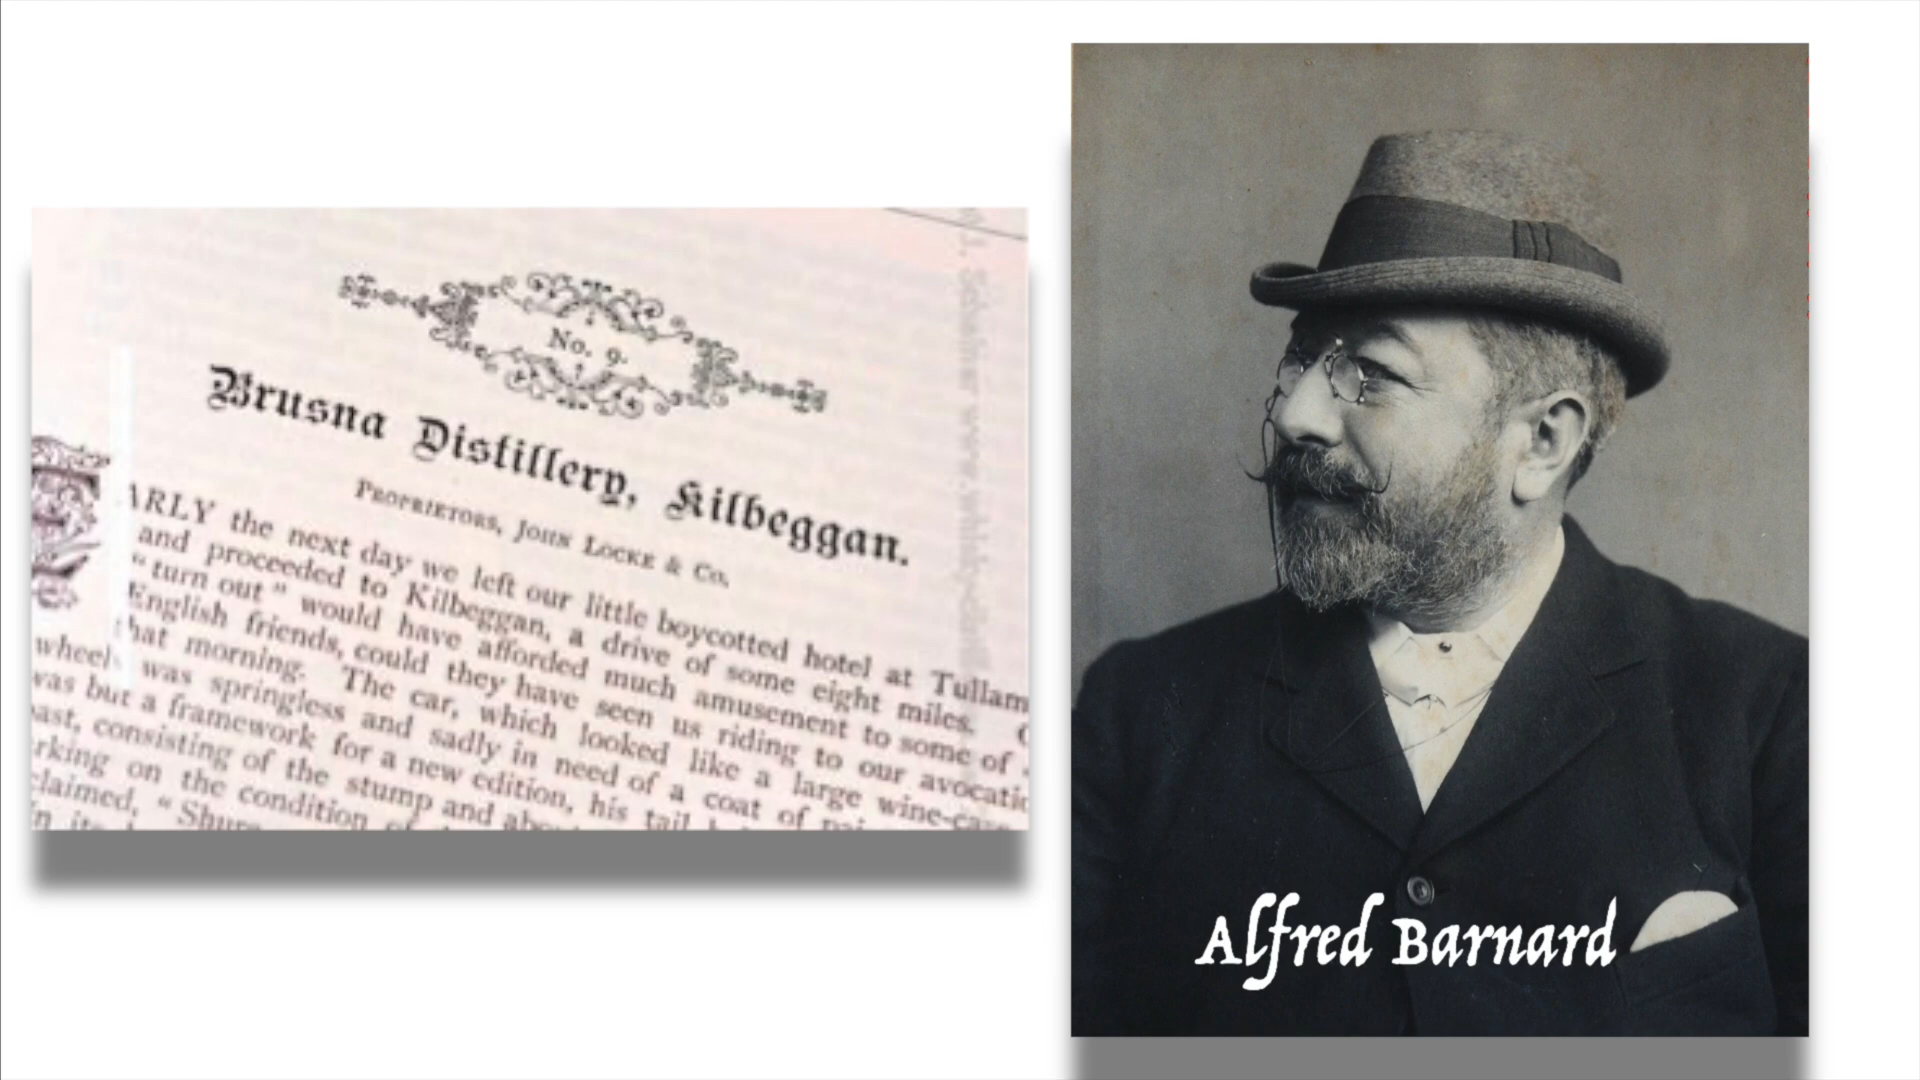 No. 9.
Brusna Distillery, Kilbeggan.
PROPRIETORS, JOHN LOCKE & CO.
ARLY the next day we left our little boycotted hotel at Tullam
and proceeded to Kilbeggan, a drive of some eight miles.
"turn out" would have afforded much amusement to some of
English friends, could they have seen us riding to our avocatio
that morning. The car, which looked like a large wine-case
wheels was springless and sadly in need of a coat of
was but a framework for a new edition, his tail
consisting of the stump and
on the condition
claimed, "Shure
Alfred Barnard